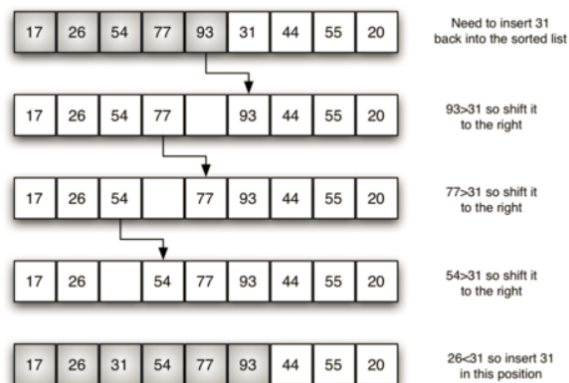 17 26 54 77 93 31 44 55 20
Need to insert 31
back into the sorted list
17 26 54 77 93 44 55 20
93>31 so shift it
to the right
17 26 54 77 93 44 55 20
77>31 so shift it
to the right
17 26 54 77 93 44 55 20
54>31 so shift it
to the right
17 26 31 54 77 93 44 55 20
26<31 so insert 31
in this position